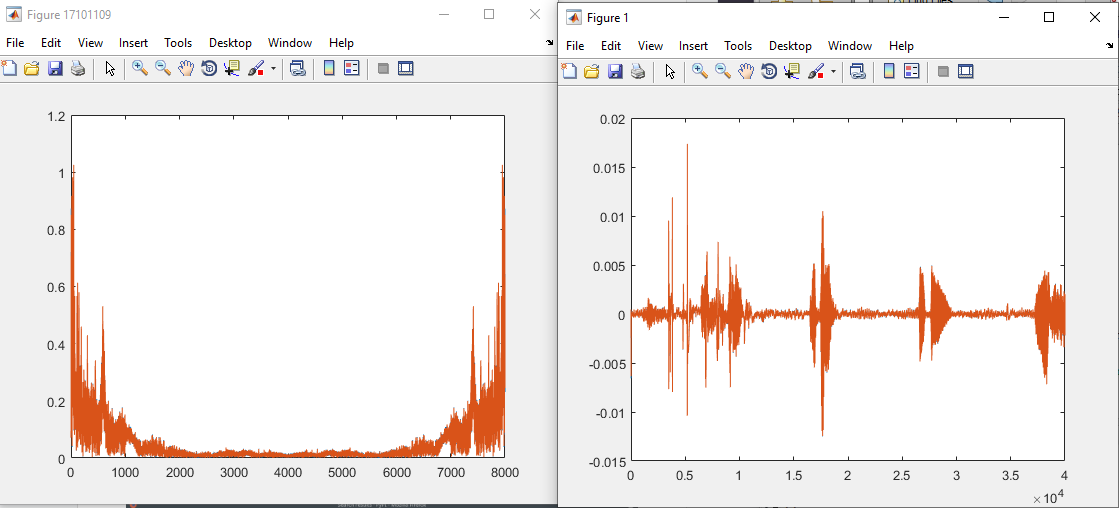 Figure 17101109
File Edit View Insert Tools Desktop Window Help
1.2
1
0.8
0.6
0.4
0.2
0
0 1000 2000 3000 4000 5000 6000 7000 8000
Figure 1
File Edit View Insert Tools Desktop Window Help
0.02
0.015
0.01
0.005
0
-0.005
-0.01
-0.015
0 0.5 1 1.5 2 2.5 3 3.5 4
× 10⁴